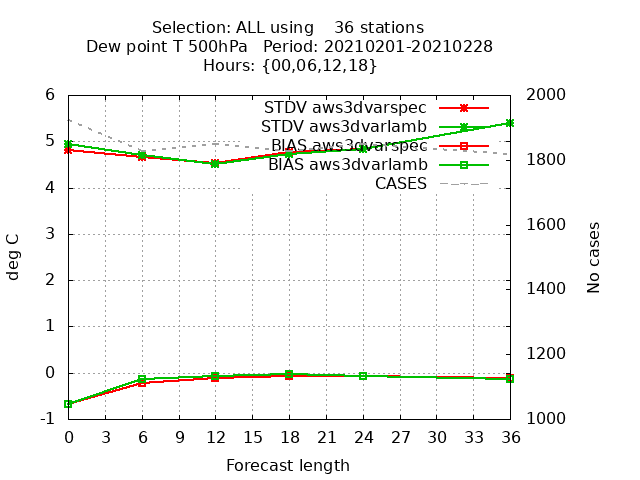 Selection: ALL using    36 stations
Dew point T 500hPa   Period: 20210201-20210228
Hours: {00,06,12,18}
STDV aws3dvarspec
STDV aws3dvarlamb
BIAS aws3dvarspec
BIAS aws3dvarlamb
CASES
6
5
4
3
2
1
0
-1
deg C
2000
1800
1600
1400
1200
1000
No cases
0 3 6 9 12 15 18 21 24 27 30 33 36
Forecast length